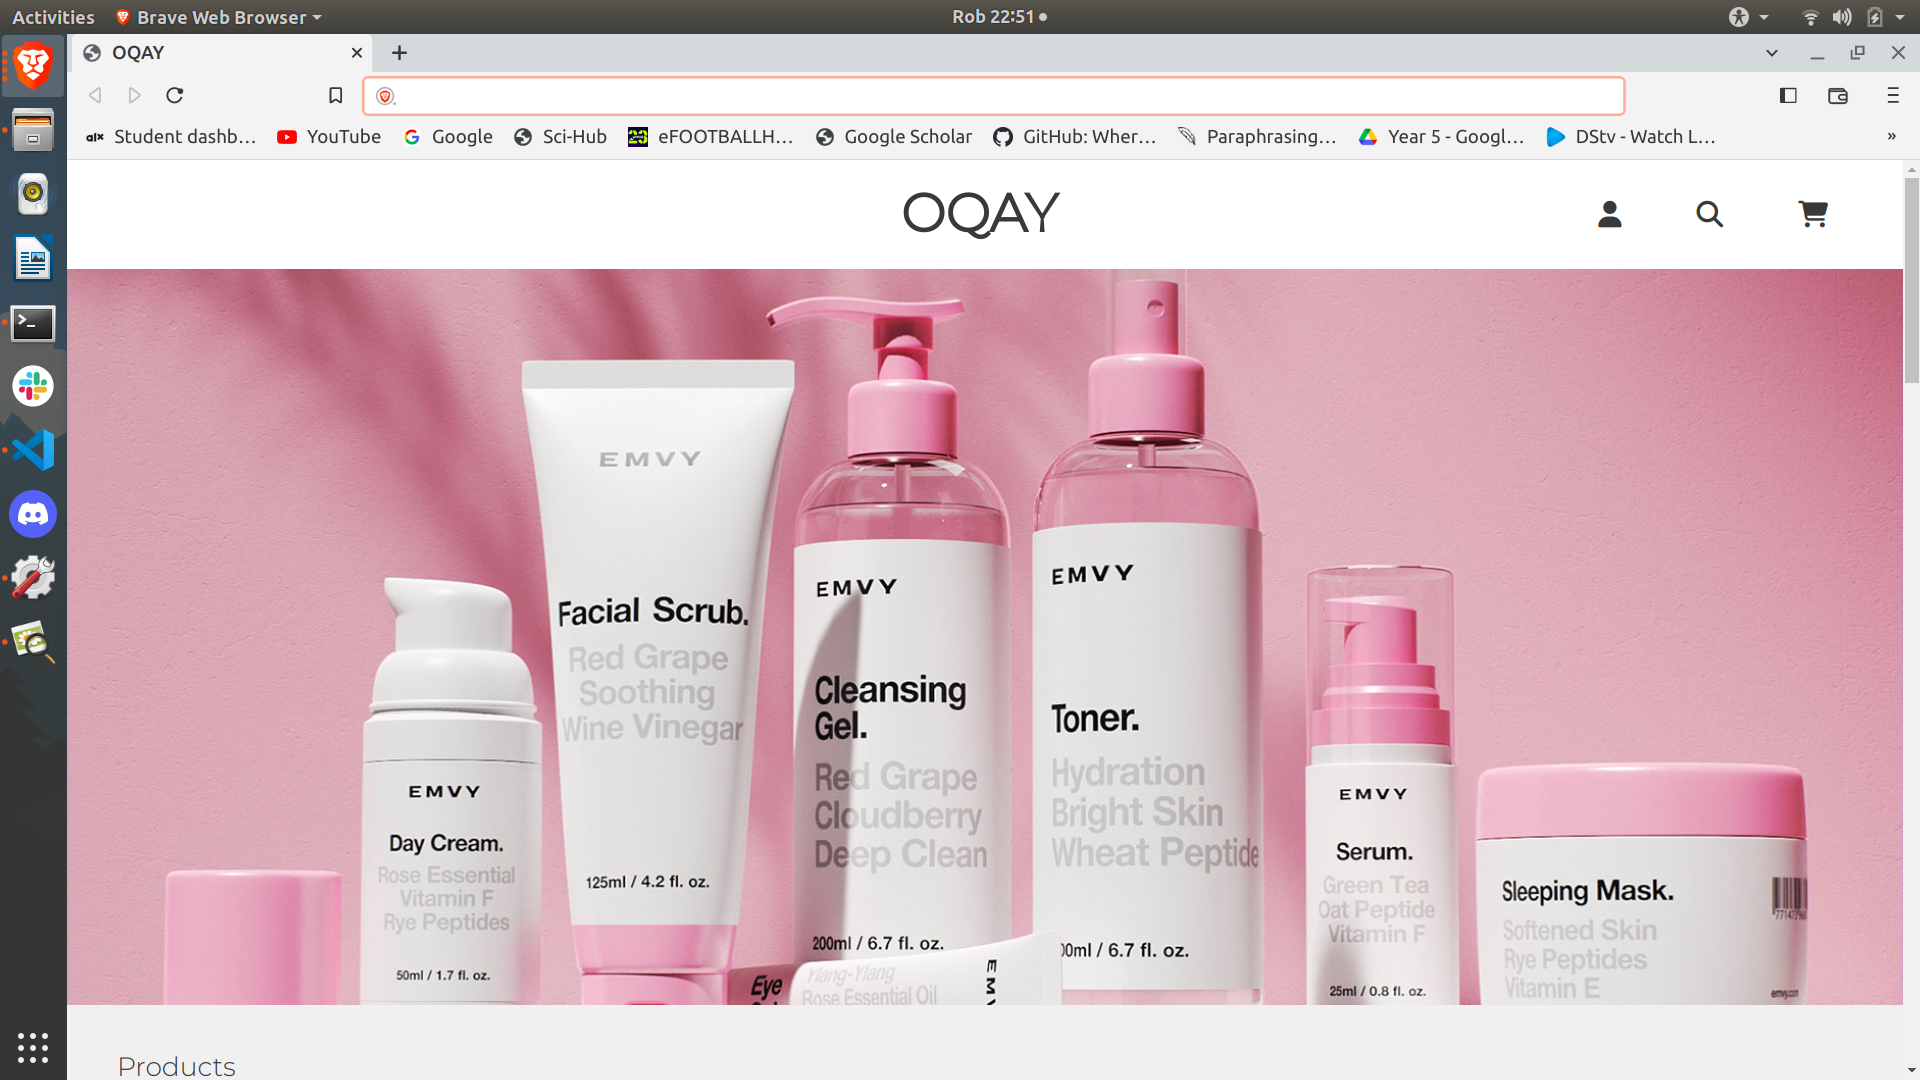 Activities
Brave Web Browser
Rob 22:51
OQAY
alx Student dashb…
YouTube
Google
Sci-Hub
eFOOTBALLH…
Google Scholar
GitHub: Wher…
Paraphrasing…
Year 5 - Googl…
DStv - Watch L…
»
OQAY
EMVY
Day Cream.
Rose Essential
Vitamin F
Rye Peptides
50ml / 1.7 fl. oz.
EMVY
Facial Scrub.
Red Grape
Soothing
Wine Vinegar
125ml / 4.2 fl. oz.
EMVY
Cleansing
Gel.
Red Grape
Cloudberry
Deep Clean
200ml / 6.7 fl. oz.
EMVY
Toner.
Hydration
Bright Skin
Wheat Peptide
00ml / 6.7 fl. oz.
EMVY
Serum.
Green Tea
Oat Peptide
Vitamin F
25ml / 0.8 fl. oz.
Sleeping Mask.
Softened Skin
Rye Peptides
Vitamin E
emvy.con
Eye
Ylang-Ylang
Rose Essential Oil
EMV
Products